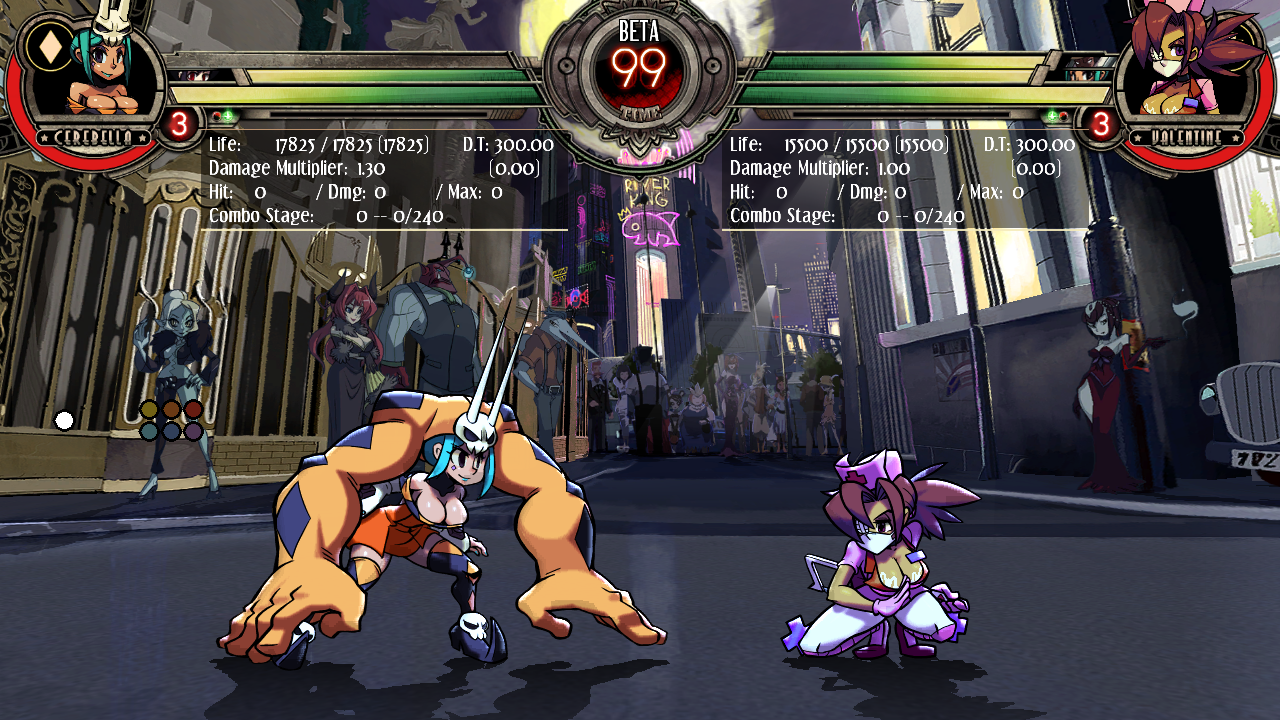 BETA
99
TIME
3
3
★ CEREBELLA ★
★ VALENTINE ★
Life: 17825 / 17825 (17825) D.T: 300.00
Damage Multiplier: 1.30 (0.00)
Hit: 0 / Dmg: 0 / Max: 0
Combo Stage: 0 -- 0/240
Life: 15500 / 15500 (15500) D.T: 300.00
Damage Multiplier: 1.00 (0.00)
Hit: 0 / Dmg: 0 / Max: 0
Combo Stage: 0 -- 0/240
RIVER
KING